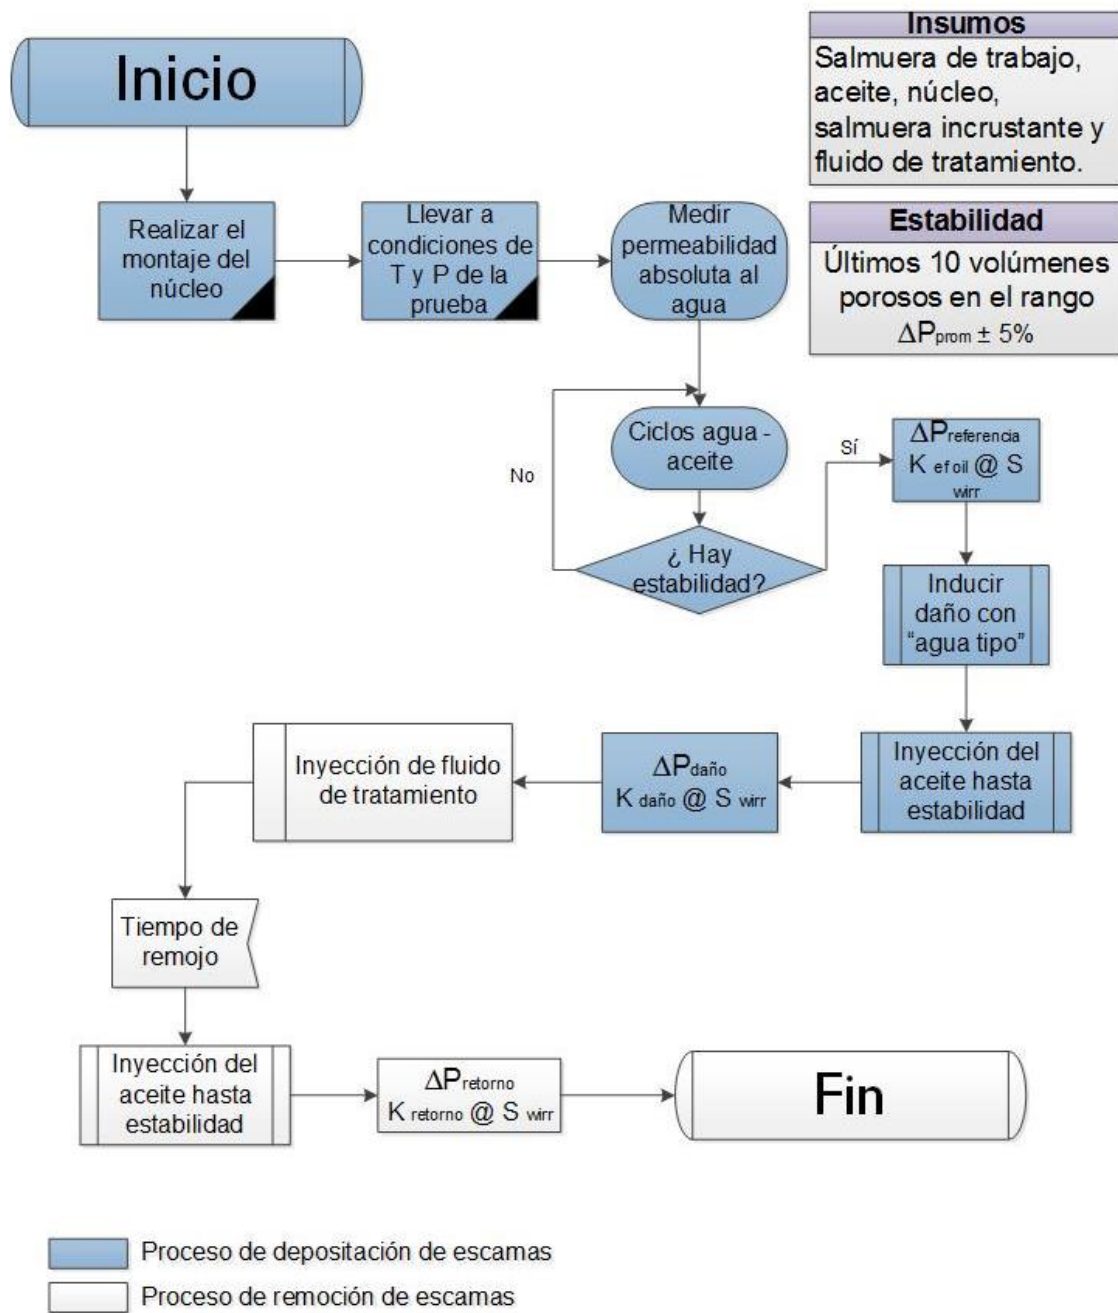 Inicio
Insumos
Salmuera de trabajo,
aceite, núcleo,
salmuera incrustante y
fluido de tratamiento.
Realizar el
montaje del
núcleo
Llevar a
condiciones de
T y P de la
prueba
Medir
permeabilidad
absoluta al
agua
Estabilidad
Últimos 10 volúmenes
porosos en el rango
ΔPprom ± 5%
Ciclos agua -
aceite
No
Sí
¿ Hay
estabilidad?
ΔPreferencia
K ef oil @ S
wirr
Inducir
daño con
“agua tipo”
Inyección del
aceite hasta
estabilidad
ΔPdaño
K daño @ S wirr
Inyección de fluido
de tratamiento
Tiempo de
remojo
Inyección del
aceite hasta
estabilidad
ΔPretorno
K retorno @ S wirr
Fin
Proceso de depositación de escamas
Proceso de remoción de escamas